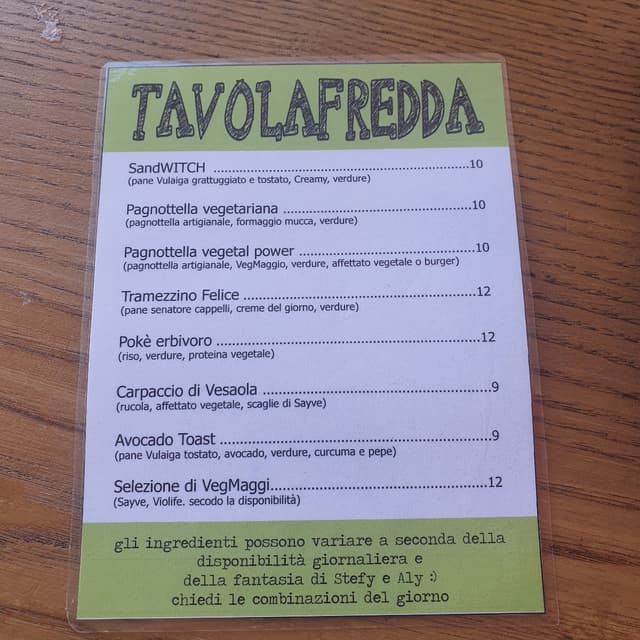 TAVOLAFREDDA
SandWITCH ................................................................10
(pane Vulaiga grattuggiato e tostato, Creamy, verdure)
Pagnottella vegetariana ...............................................10
(pagnottella artigianale, formaggio mucca, verdure)
Pagnottella vegetal power ............................................10
(pagnottella artigianale, VegMaggio, verdure, affettato vegetale o burger)
Tramezzino Felice ..........................................................12
(pane senatore cappelli, creme del giorno, verdure)
Pokè erbivoro ................................................................12
(riso, verdure, proteina vegetale)
Carpaccio di Vesaola .......................................................9
(rucola, affettato vegetale, scaglie di Sayve)
Avocado Toast ................................................................9
(pane Vulaiga tostato, avocado, verdure, curcuma e pepe)
Selezione di VegMaggi....................................................12
(Sayve, Violife. secodo la disponibilità)
gli ingredienti possono variare a seconda della
disponibilità giornaliera e
della fantasia di Stefy e Aly :)
chiedi le combinazioni del giorno